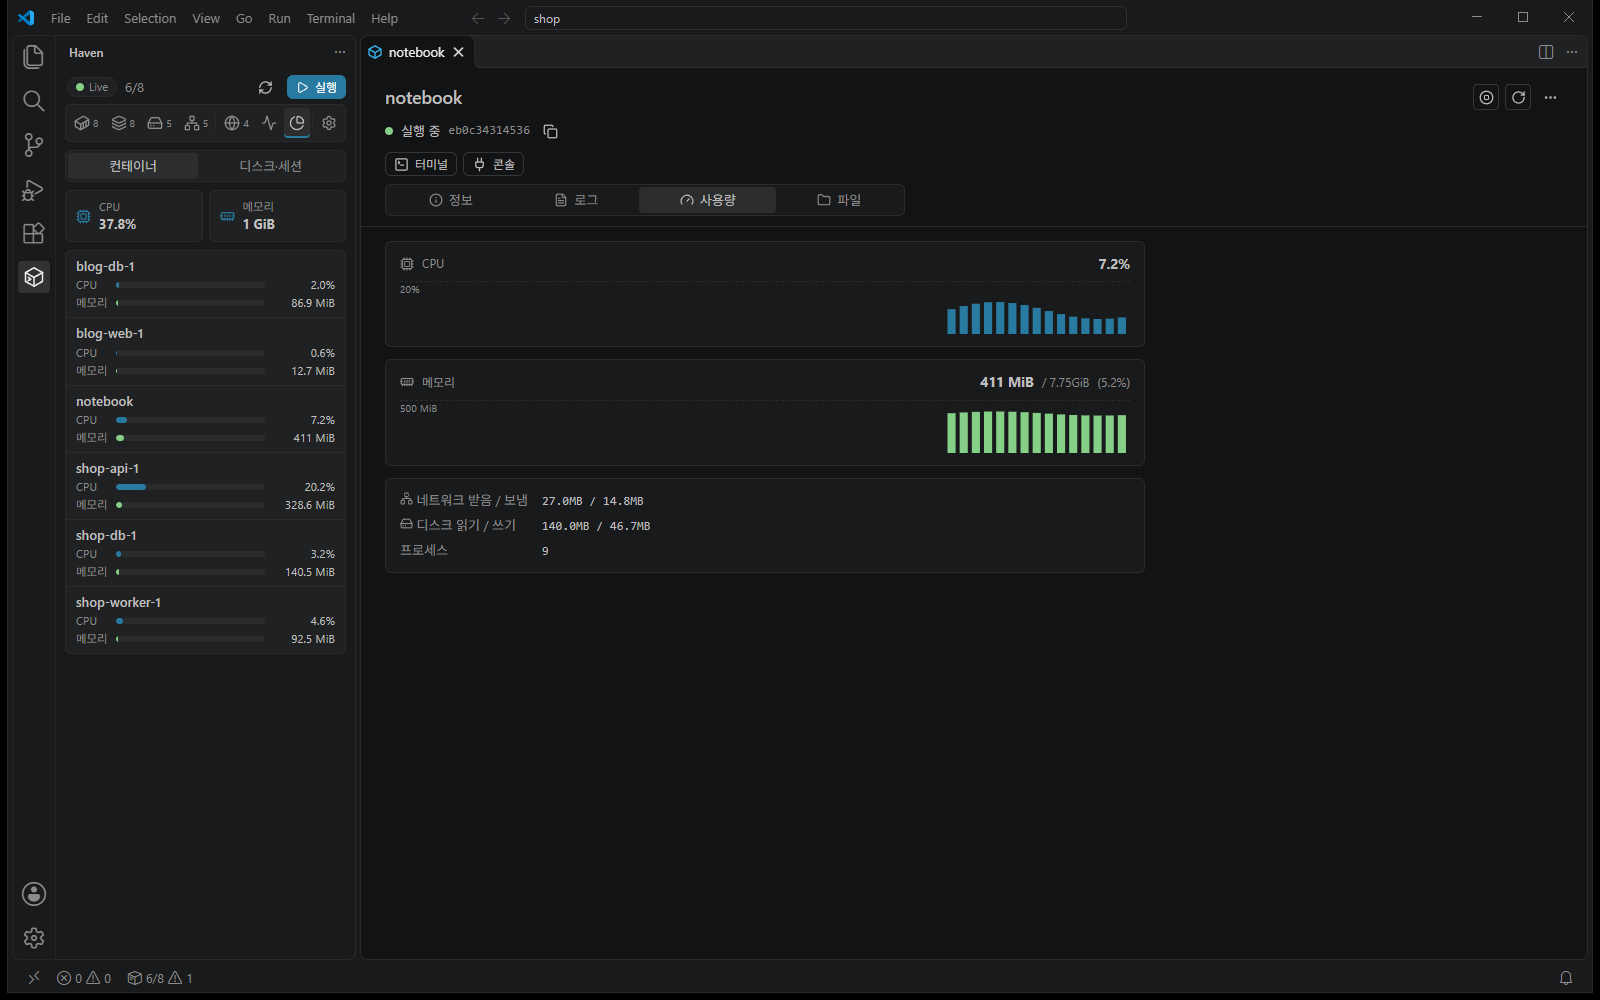 File Edit Selection View Go Run Terminal Help
shop
Haven
Live 6/8
실행
8 8 5 5 4
컨테이너 디스크·세션
CPU
37.8%
메모리
1 GiB
blog-db-1
CPU 2.0%
메모리 86.9 MiB
blog-web-1
CPU 0.6%
메모리 12.7 MiB
notebook
CPU 7.2%
메모리 411 MiB
shop-api-1
CPU 20.2%
메모리 328.6 MiB
shop-db-1
CPU 3.2%
메모리 140.5 MiB
shop-worker-1
CPU 4.6%
메모리 92.5 MiB
notebook
notebook
실행 중 eb0c34314536
터미널 콘솔
정보 로그 사용량 파일
CPU 7.2%
20%
메모리 411 MiB / 7.75GiB (5.2%)
500 MiB
네트워크 받음 / 보냄 27.0MB / 14.8MB
디스크 읽기 / 쓰기 140.0MB / 46.7MB
프로세스 9
0 0 6/8 1